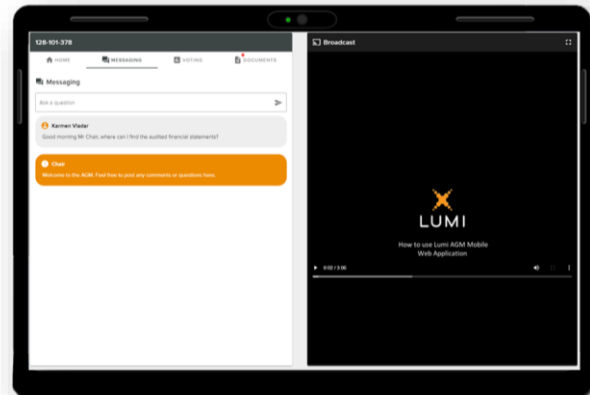 128-101-378
HOME
MESSAGING
VOTING
DOCUMENTS
Messaging
Ask a question
Karmen Vladar
Good morning Mr Chair, where can I find the audited financial statements?
Chair
Welcome to the AGM. Feel free to post any comments or questions here.
Broadcast
LUMI
How to use Lumi AGM Mobile
Web Application
0:02 / 3:06